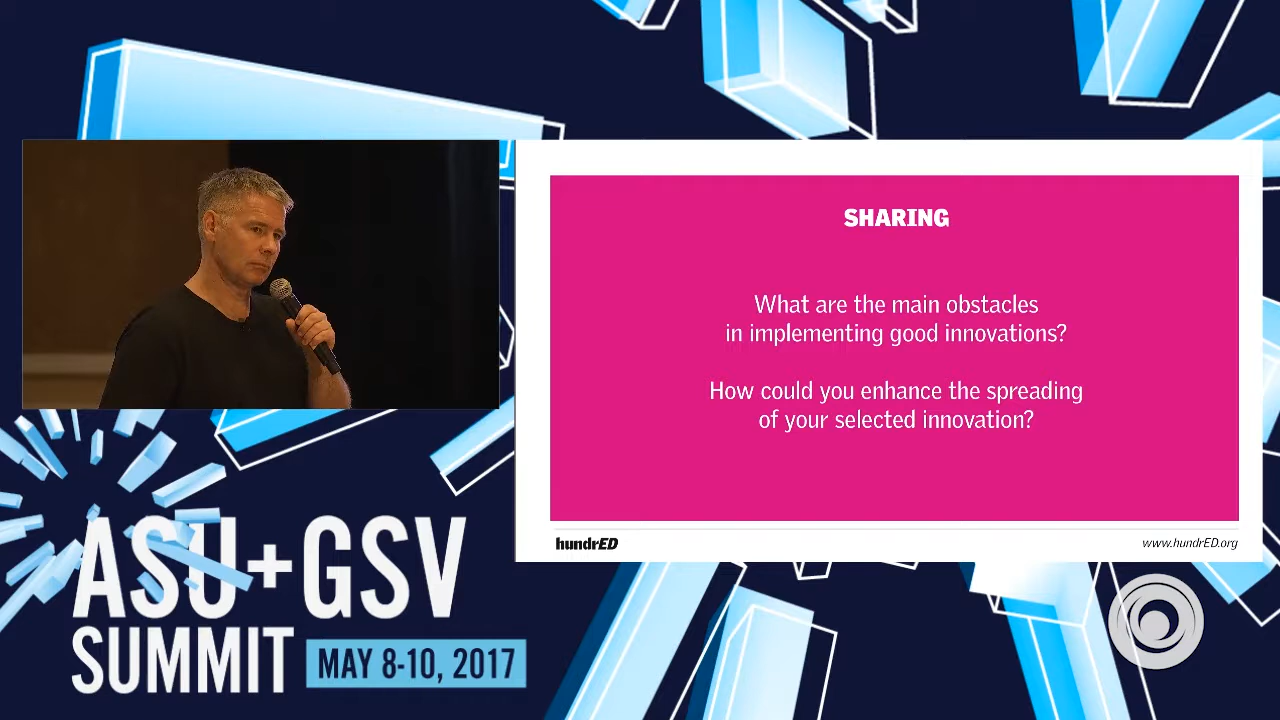 SHARING
What are the main obstacles
in implementing good innovations?
How could you enhance the spreading
of your selected innovation?
hundrED
www.hundrED.org
ASU+GSV
SUMMIT
MAY 8-10, 2017